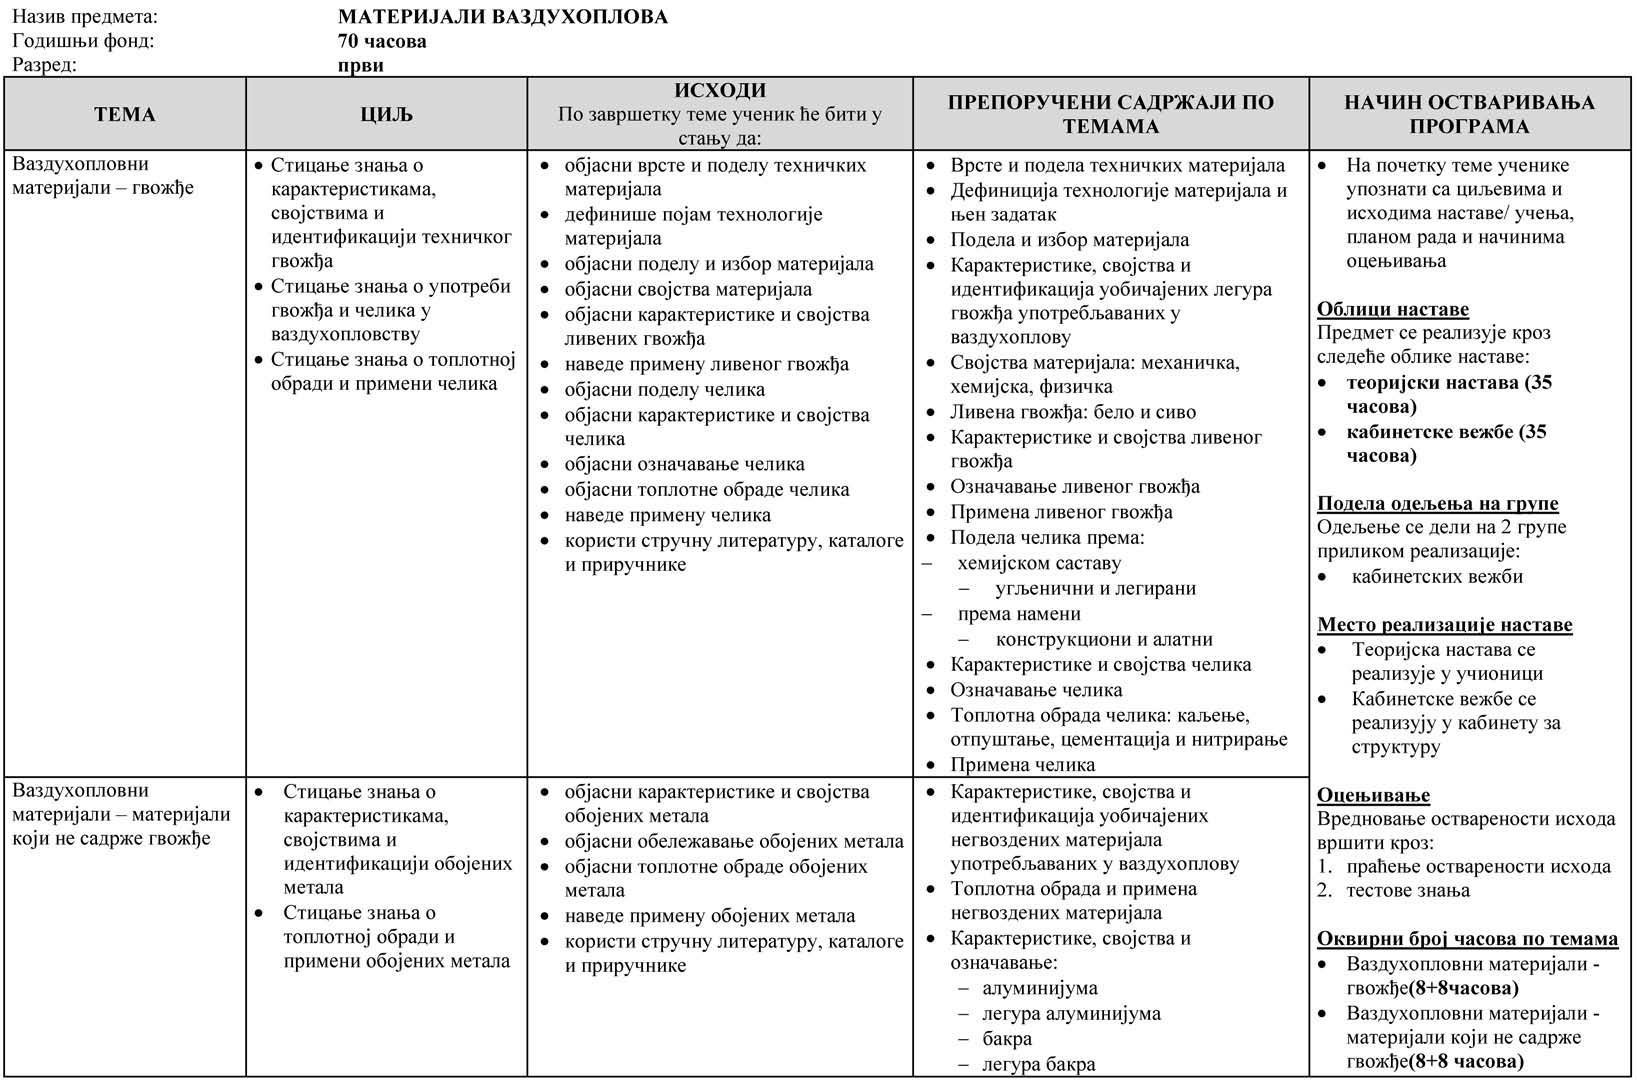 Назив предмета: МАТЕРИЈАЛИ ВАЗДУХОПЛОВА
Годишњи фонд: 70 часова
Разред: први
ТЕМА
ЦИЉ
ИСХОДИ
По завршетку теме ученик ће бити у
стању да:
ПРЕПОРУЧЕНИ САДРЖАЈИ ПО
ТЕМАМА
НАЧИН ОСТВАРИВАЊА
ПРОГРАМА
Ваздухопловни
материјали – гвожђе
• Стицање знања о
карактеристикама,
својствима и
идентификацији техничког
гвожђа
• Стицање знања о употреби
гвожђа и челика у
ваздухопловству
• Стицање знања о топлотној
обради и примени челика
• објасни врсте и поделу техничких
материјала
• дефинише појам технологије
материјала
• објасни поделу и избор материјала
• објасни својства материјала
• објасни карактеристике и својства
ливених гвожђа
• наведе примену ливеног гвожђа
• објасни поделу челика
• објасни карактеристике и својства
челика
• објасни означавање челика
• објасни топлотне обраде челика
• наведе примену челика
• користи стручну литературу, каталоге
и приручнике
• Врсте и подела техничких материјала
• Дефиниција технологије материјала и
њен задатак
• Подела и избор материјала
• Карактеристике, својства и
идентификација уобичајених легура
гвожђа употребљаваних у
ваздухоплову
• Својства материјала: механичка,
хемијска, физичка
• Ливена гвожђа: бело и сиво
• Карактеристике и својства ливеног
гвожђа
• Означавање ливеног гвожђа
• Примена ливеног гвожђа
• Подела челика према:
– хемијском саставу
– угљенични и легирани
– према намени
– конструкциони и алатни
• Карактеристике и својства челика
• Означавање челика
• Топлотна обрада челика: каљење,
отпуштање, цементација и нитрирање
• Примена челика
• На почетку теме ученике
упознати са циљевима и
исходима наставе/ учења,
планом рада и начинима
оцењивања
Облици наставе
Предмет се реализује кроз
следеће облике наставе:
• теоријски настава (35
часова)
• кабинетске вежбе (35
часова)
Подела одељења на групе
Одељење се дели на 2 групе
приликом реализације:
• кабинетских вежби
Место реализације наставе
• Теоријска настава се
реализује у учионици
• Кабинетске вежбе се
реализују у кабинету за
структуру
Оцењивање
Вредновање остварености исхода
вршити кроз:
1. праћење остварености исхода
2. тестове знања
Оквирни број часова по темама
• Ваздухопловни материјали -
гвожђе(8+8часова)
• Ваздухопловни материјали -
материјали који не садрже
гвожђе(8+8 часова)
Ваздухопловни
материјали – материјали
који не садрже гвожђе
• Стицање знања о
карактеристикама,
својствима и
идентификацији обојених
метала
• Стицање знања о
топлотној обради и
примени обојених метала
• објасни карактеристике и својства
обојених метала
• објасни обележавање обојених метала
• објасни топлотне обраде обојених
метала
• наведе примену обојених метала
• користи стручну литературу, каталоге
и приручнике
• Карактеристике, својства и
идентификација уобичајених
негвоздених материјала
употребљаваних у ваздухоплову
• Топлотна обрада и примена
негвоздених материјала
• Карактеристике, својства и
означавање:
– алуминијума
– легура алуминијума
– бакра
– легура бакра